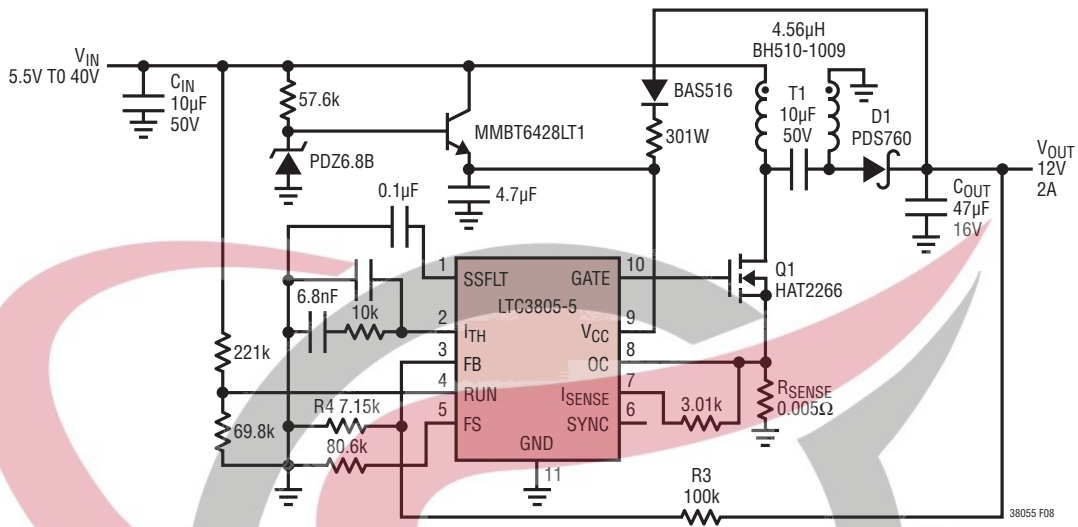 VIN
5.5V T0 40V
CIN
10µF
50V
57.6k
PDZ6.8B
MMBT6428LT1
4.7µF
0.1µF
BAS516
301W
4.56µH
BH510-1009
T1
10µF
50V
D1
PDS760
VOUT
12V
2A
COUT
47µF
16V
Q1
HAT2266
6.8nF
10k
221k
69.8k
R4 7.15k
80.6k
LTC3805-5
1
SSFLT
2
ITH
3
FB
4
RUN
5
FS
GATE
10
VCC
9
OC
8
ISENSE
7
SYNC
6
GND
11
3.01k
RSENSE
0.005Ω
R3
100k
38055 F08